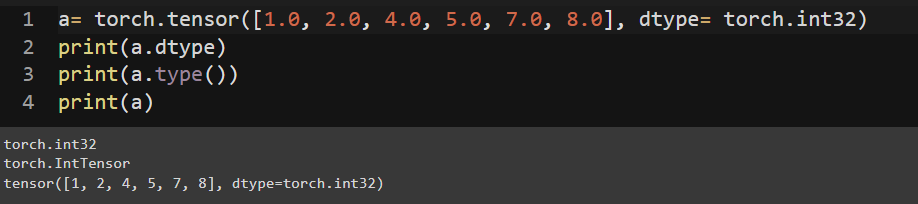 1 a= torch.tensor([1.0, 2.0, 4.0, 5.0, 7.0, 8.0], dtype= torch.int32)
2 print(a.dtype)
3 print(a.type())
4 print(a)
torch.int32
torch.IntTensor
tensor([1, 2, 4, 5, 7, 8], dtype=torch.int32)